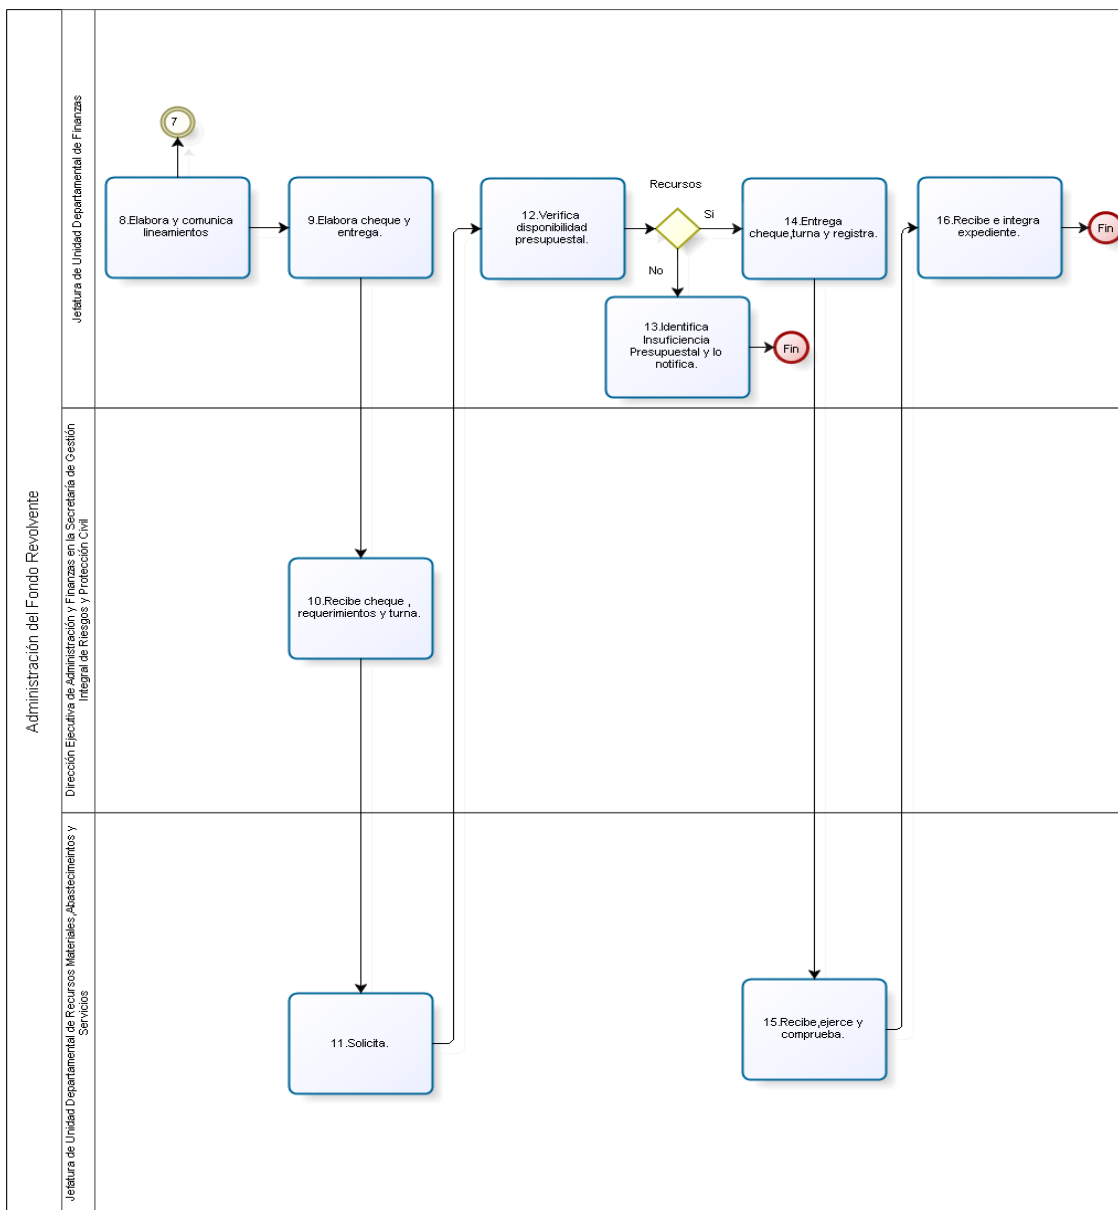 Administración del Fondo Revolvente
Jefatura de Unidad Departamental de Finanzas
7
8.Elabora y comunica
lineamientos
9.Elabora cheque y
entrega.
12.Verifica
disponibilidad
presupuestal.
Recursos
Si
No
14.Entrega
cheque,turna y registra.
16.Recibe e integra
expediente.
Fin
13.Identifica
Insuficiencia
Presupuestal y lo
notifica.
Fin
Dirección Ejecutiva de Administración y Finanzas en la Secretaría de Gestión
Integral de Riesgos y Protección Civil
10.Recibe cheque ,
requerimientos y turna.
Jefatura de Unidad Departamental de Recursos Materiales,Abastecimeintos y
Servicios
11.Solicita.
15.Recibe,ejerce y
comprueba.